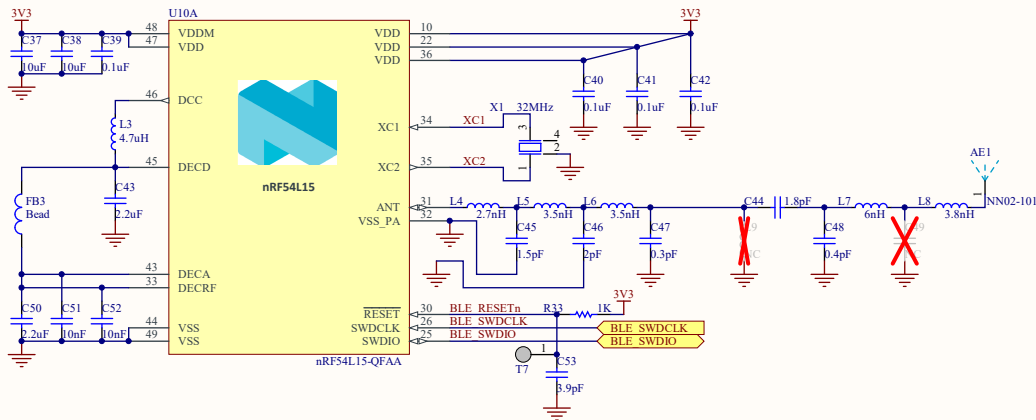 U10A
3V3
48 VDDM
47 VDD
C37 C38 C39
10uF 10uF 0.1uF
46 DCC
L3
4.7uH
45 DECD
FB3
Bead
C43
2.2uF
43 DECA
33 DECRF
C50 C51 C52
2.2uF 10nF 10nF
44 VSS
49 VSS
nRF54L15
VDD 10
VDD 22
VDD 36
3V3
C40 C41 C42
0.1uF 0.1uF 0.1uF
X1 32MHz
XC1 34 XC1
3 4
2
XC2 35 XC2
1
ANT 31
VSS_PA 32
L4 L5 L6
2.7nH 3.5nH 3.5nH
C45
1.5pF
C46
2pF
C47
0.3pF
C44 1.8pF
C48
0.4pF
L7
6nH
L8
3.8nH
AE1
1
NN02-101
RESET 30 BLE_RESETn R33 1K 3V3
SWDCLK 26 BLE_SWDCLK BLE_SWDCLK
SWDIO 25 BLE_SWDIO BLE_SWDIO
1
T7
C53
3.9pF
nRF54L15-QFAA